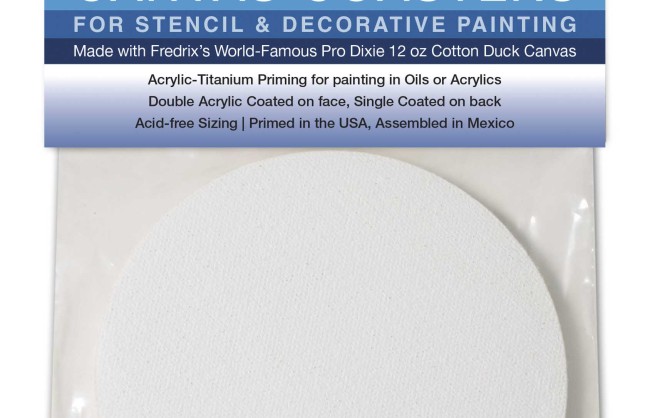 FOR STENCIL & DECORATIVE PAINTING
Made with Fredrix's World-Famous Pro Dixie 12 oz Cotton Duck Canvas
Acrylic-Titanium Priming for painting in Oils or Acrylics
Double Acrylic Coated on face, Single Coated on back
Acid-free Sizing | Primed in the USA, Assembled in Mexico